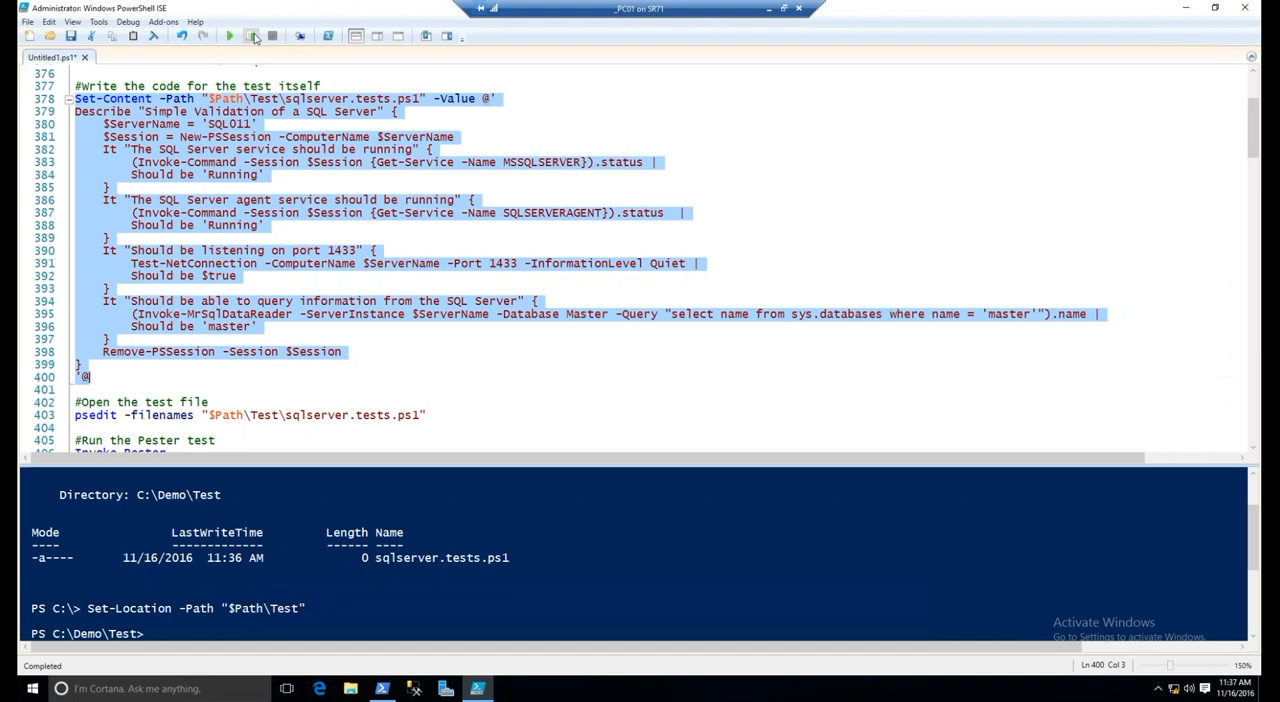 Administrator: Windows PowerShell ISE
_PC01 on SR71
File Edit View Tools Debug Add-ons Help
Untitled1.ps1* X
376
377 #Write the code for the test itself
378 Set-Content -Path "$Path\Test\sqlserver.tests.ps1" -Value @'
379 Describe "Simple Validation of a SQL Server" {
380 $ServerName = 'SQL011'
381 $Session = New-PSSession -ComputerName $ServerName
382 It "The SQL Server service should be running" {
383 (Invoke-Command -Session $Session {Get-Service -Name MSSQLSERVER}).status |
384 Should be 'Running'
385 }
386 It "The SQL Server agent service should be running" {
387 (Invoke-Command -Session $Session {Get-Service -Name SQLSERVERAGENT}).status |
388 Should be 'Running'
389 }
390 It "Should be listening on port 1433" {
391 Test-NetConnection -ComputerName $ServerName -Port 1433 -InformationLevel Quiet |
392 Should be $true
393 }
394 It "Should be able to query information from the SQL Server" {
395 (Invoke-MrSqlDataReader -ServerInstance $ServerName -Database Master -Query "select name from sys.databases where name = 'master'").name |
396 Should be 'master'
397 }
398 Remove-PSSession -Session $Session
399 }
400 '@
401
402 #Open the test file
403 psedit -filenames "$Path\Test\sqlserver.tests.ps1"
404
405 #Run the Pester test
406 Invoke-Pester
Directory: C:\Demo\Test
Mode LastWriteTime Length Name
---- ------------- ------ ----
-a---- 11/16/2016 11:36 AM 0 sqlserver.tests.ps1
PS C:\> Set-Location -Path "$Path\Test"
PS C:\Demo\Test>
Activate Windows
Go to Settings to activate Windows.
Completed
Ln 400 Col 3
150%
I'm Cortana. Ask me anything.
11:37 AM
11/16/2016